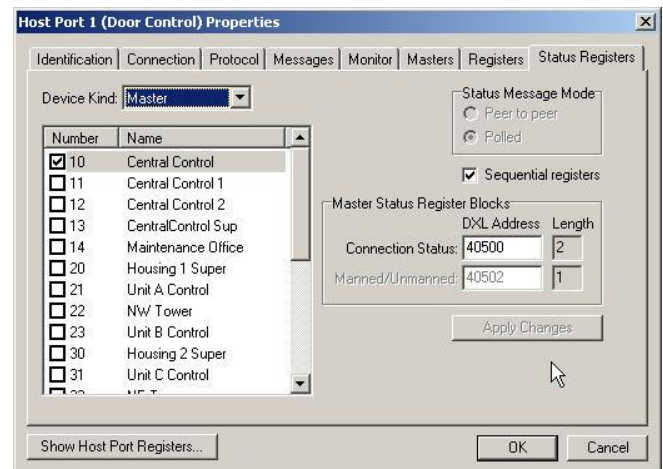 Host Port 1 (Door Control) Properties
Identification Connection Protocol Messages Monitor Masters Registers Status Registers
Device Kind: Master
Number Name
10 Central Control
11 Central Control 1
12 Central Control 2
13 CentralControl Sup
14 Maintenance Office
20 Housing 1 Super
21 Unit A Control
22 NW Tower
23 Unit B Control
30 Housing 2 Super
31 Unit C Control
Status Message Mode
Peer to peer
Polled
Sequential registers
Master Status Register Blocks
DXL Address Length
Connection Status: 40500 2
Manned/Unmanned: 40502 1
Apply Changes
Show Host Port Registers...
OK Cancel